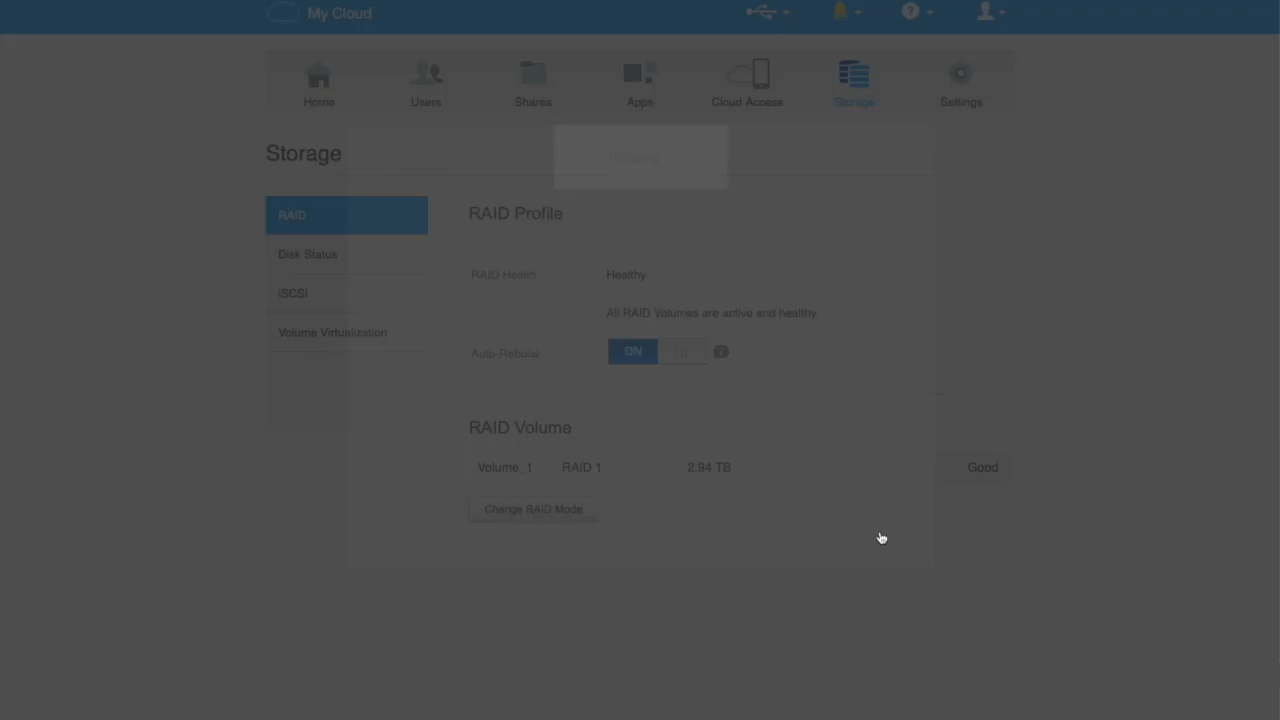 My Cloud
Home Users Shares Apps Cloud Access Storage Settings
Storage
RAID
Disk Status
iSCSI
Volume Virtualization
RAID Profile
RAID Health Healthy
All RAID Volumes are active and healthy.
Auto-Rebuild ON
RAID Volume
Volume_1 RAID 1 2.94 TB Good
Change RAID Mode